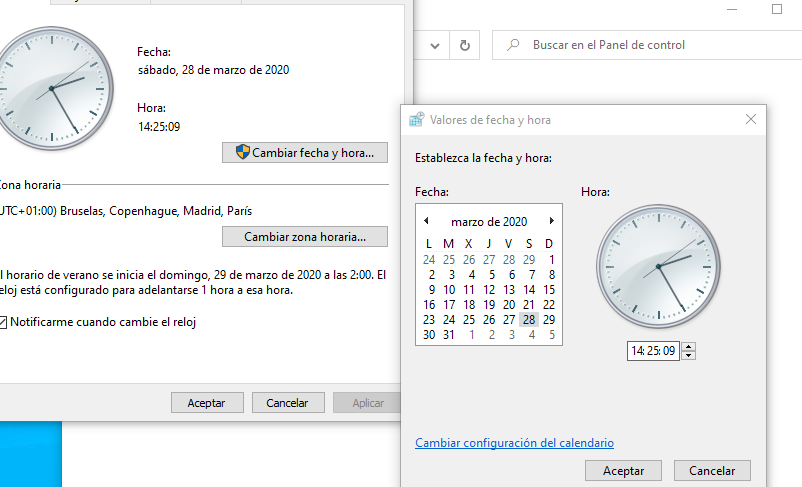 Fecha:
sábado, 28 de marzo de 2020
Hora:
14:25:09
Cambiar fecha y hora...
ona horaria
UTC+01:00) Bruselas, Copenhague, Madrid, París
Cambiar zona horaria...
l horario de verano se inicia el domingo, 29 de marzo de 2020 a las 2:00. El
eloj está configurado para adelantarse 1 hora a esa hora.
Notificarme cuando cambie el reloj
Aceptar
Cancelar
Aplicar
Buscar en el Panel de control
Valores de fecha y hora
Establezca la fecha y hora:
Fecha:
Hora:
marzo de 2020
L M X J V S D
24 25 26 27 28 29 1
2 3 4 5 6 7 8
9 10 11 12 13 14 15
16 17 18 19 20 21 22
23 24 25 26 27 28 29
30 31 1 2 3 4 5
14:25:09
Cambiar configuración del calendario
Aceptar
Cancelar